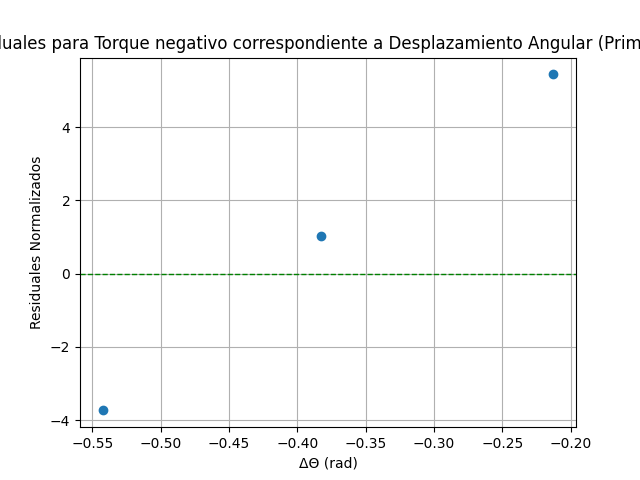 duales para Torque negativo correspondiente a Desplazamiento Angular (Prim
Residuales Normalizados
4
2
0
−2
−4
−0.55 −0.50 −0.45 −0.40 −0.35 −0.30 −0.25 −0.20
ΔΘ (rad)